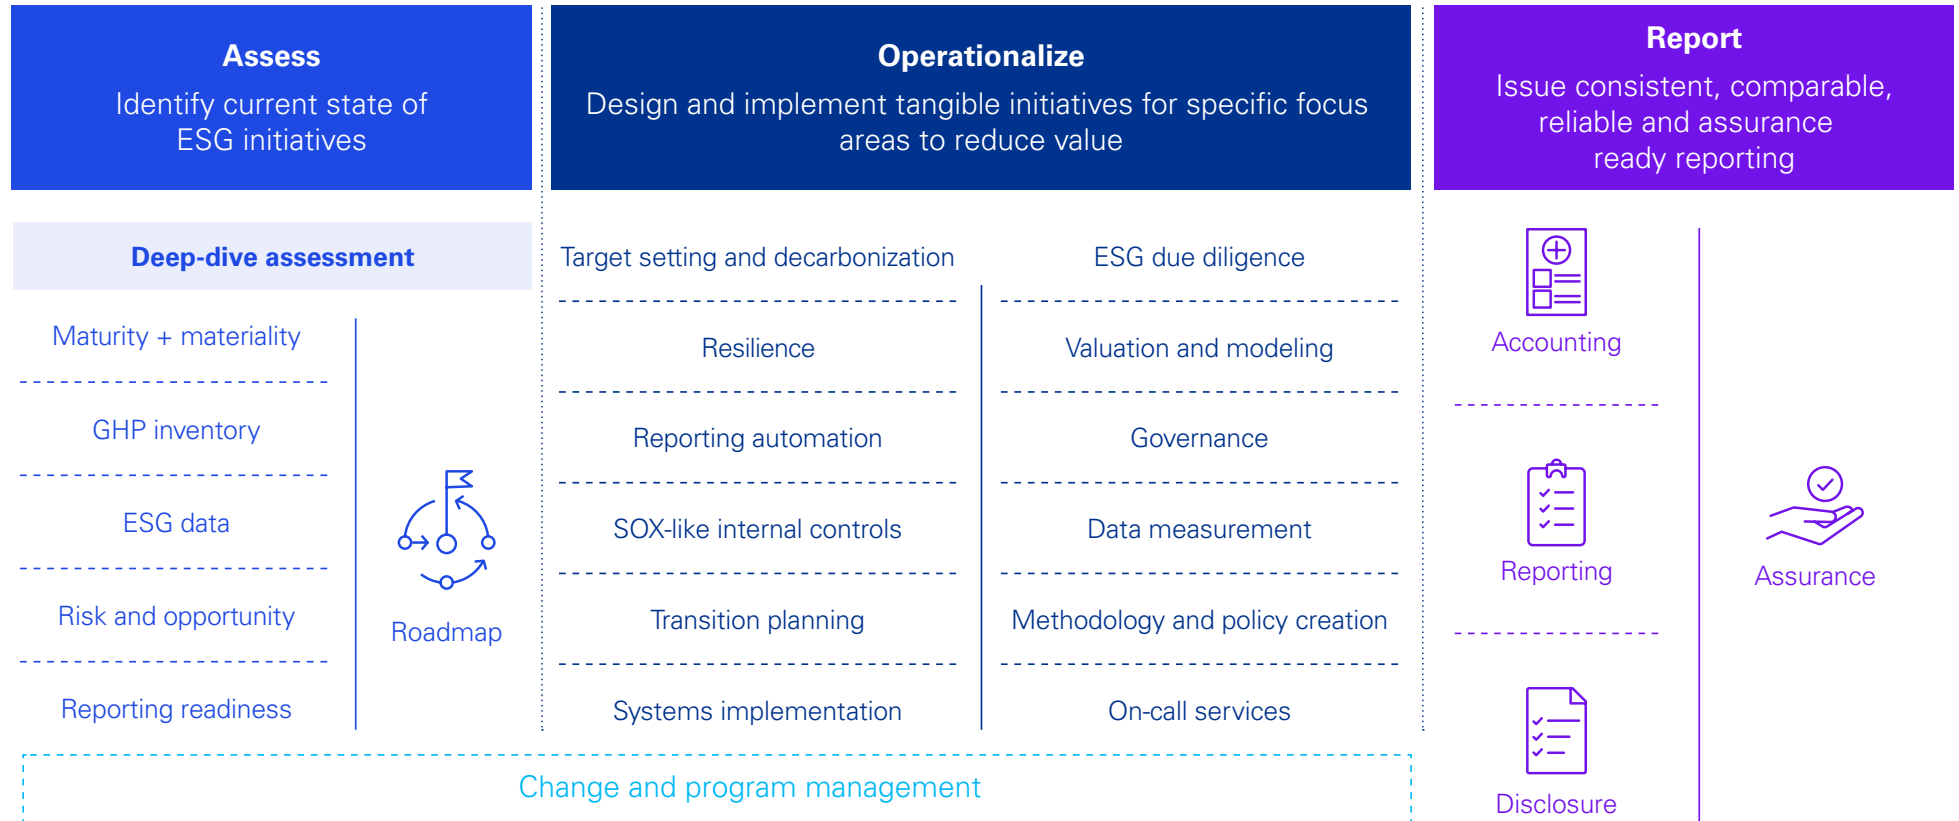 Assess
Identify current state of
ESG initiatives
Deep-dive assessment
Maturity + materiality
GHP inventory
ESG data
Risk and opportunity
Reporting readiness
Roadmap
Operationalize
Design and implement tangible initiatives for specific focus
areas to reduce value
Target setting and decarbonization
Resilience
Reporting automation
SOX-like internal controls
Transition planning
Systems implementation
ESG due diligence
Valuation and modeling
Governance
Data measurement
Methodology and policy creation
On-call services
Change and program management
Report
Issue consistent, comparable,
reliable and assurance
ready reporting
Accounting
Reporting
Disclosure
Assurance